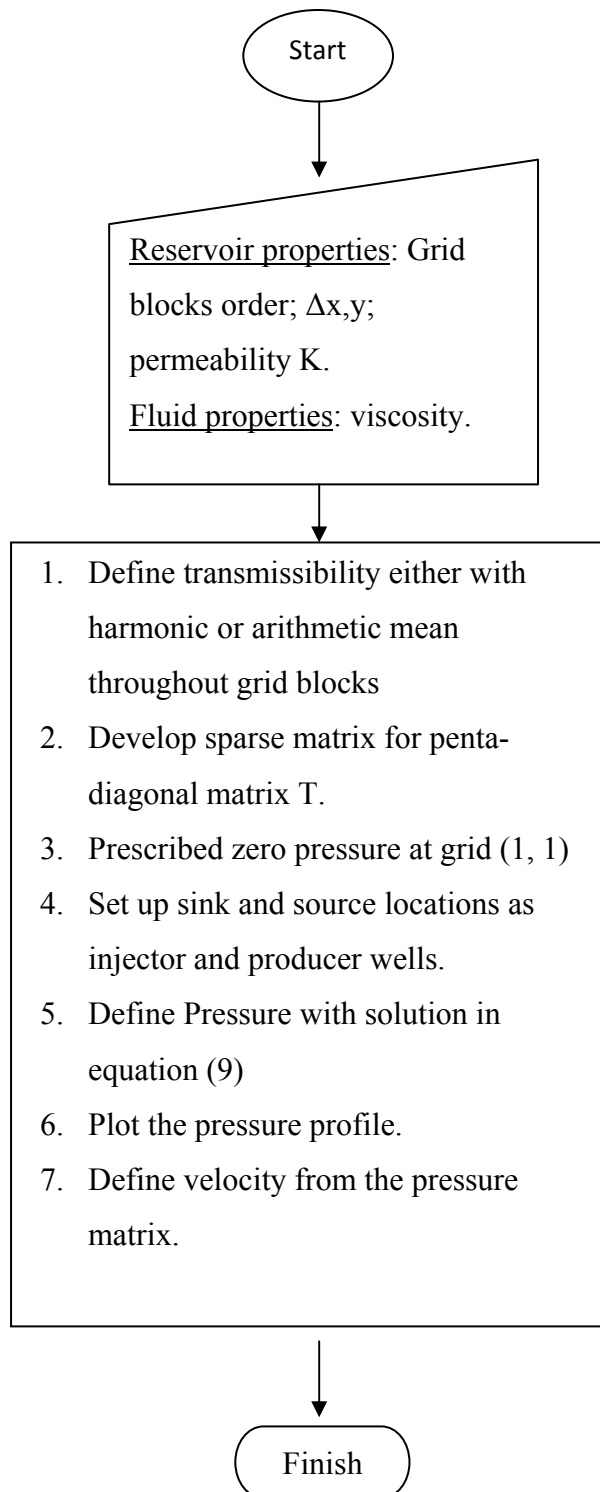 Start
Reservoir properties: Grid
blocks order; Δx,y;
permeability K.
Fluid properties: viscosity.
1. Define transmissibility either with
harmonic or arithmetic mean
throughout grid blocks
2. Develop sparse matrix for penta-
diagonal matrix T.
3. Prescribed zero pressure at grid (1, 1)
4. Set up sink and source locations as
injector and producer wells.
5. Define Pressure with solution in
equation (9)
6. Plot the pressure profile.
7. Define velocity from the pressure
matrix.
Finish